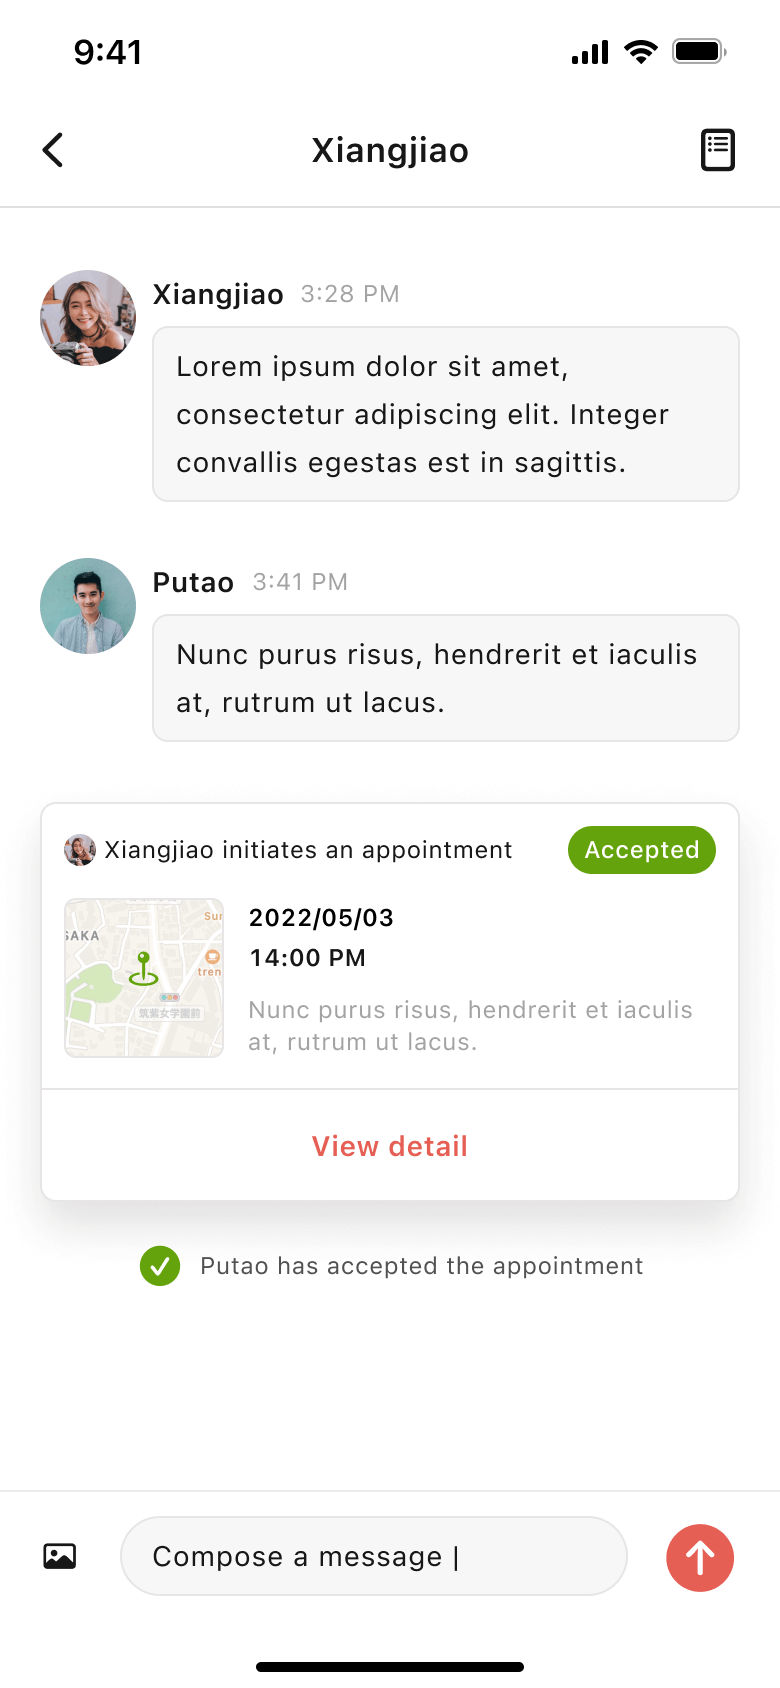 9:41
Xiangjiao
Xiangjiao 3:28 PM
Lorem ipsum dolor sit amet,
consectetur adipiscing elit. Integer
convallis egestas est in sagittis.
Putao 3:41 PM
Nunc purus risus, hendrerit et iaculis
at, rutrum ut lacus.
Xiangjiao initiates an appointment
Accepted
SAKA
Sun
tren
筑紫女学園前
2022/05/03
14:00 PM
Nunc purus risus, hendrerit et iaculis
at, rutrum ut lacus.
View detail
Putao has accepted the appointment
Compose a message |